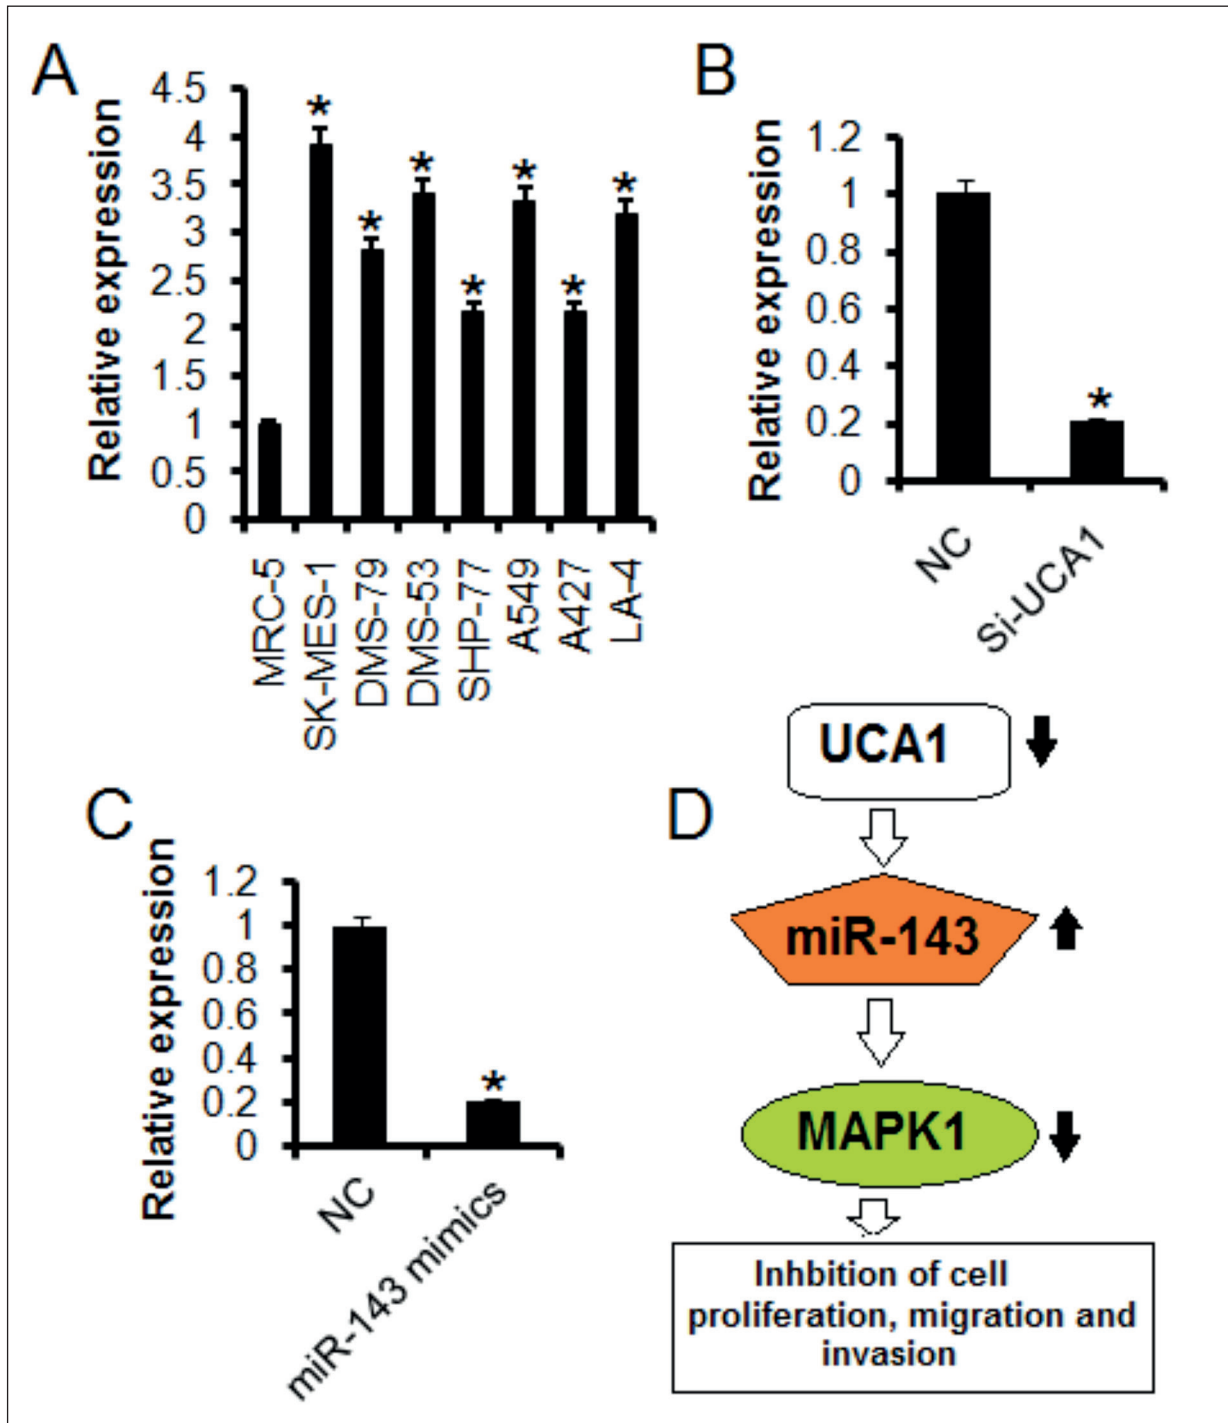 A
Relative expression
4.5
4
3.5
3
2.5
2
1.5
1
0.5
0
* * * * * * *
MRC-5
SK-MES-1
DMS-79
DMS-53
SHP-77
A549
A427
LA-4
B
Relative expression
1.2
1
0.8
0.6
0.4
0.2
0
*
NC
Si-UCA1
C
Relative expression
1.2
1
0.8
0.6
0.4
0.2
0
*
NC
miR-143 mimics
D
UCA1
miR-143
MAPK1
Inhbition of cell
proliferation, migration and
invasion